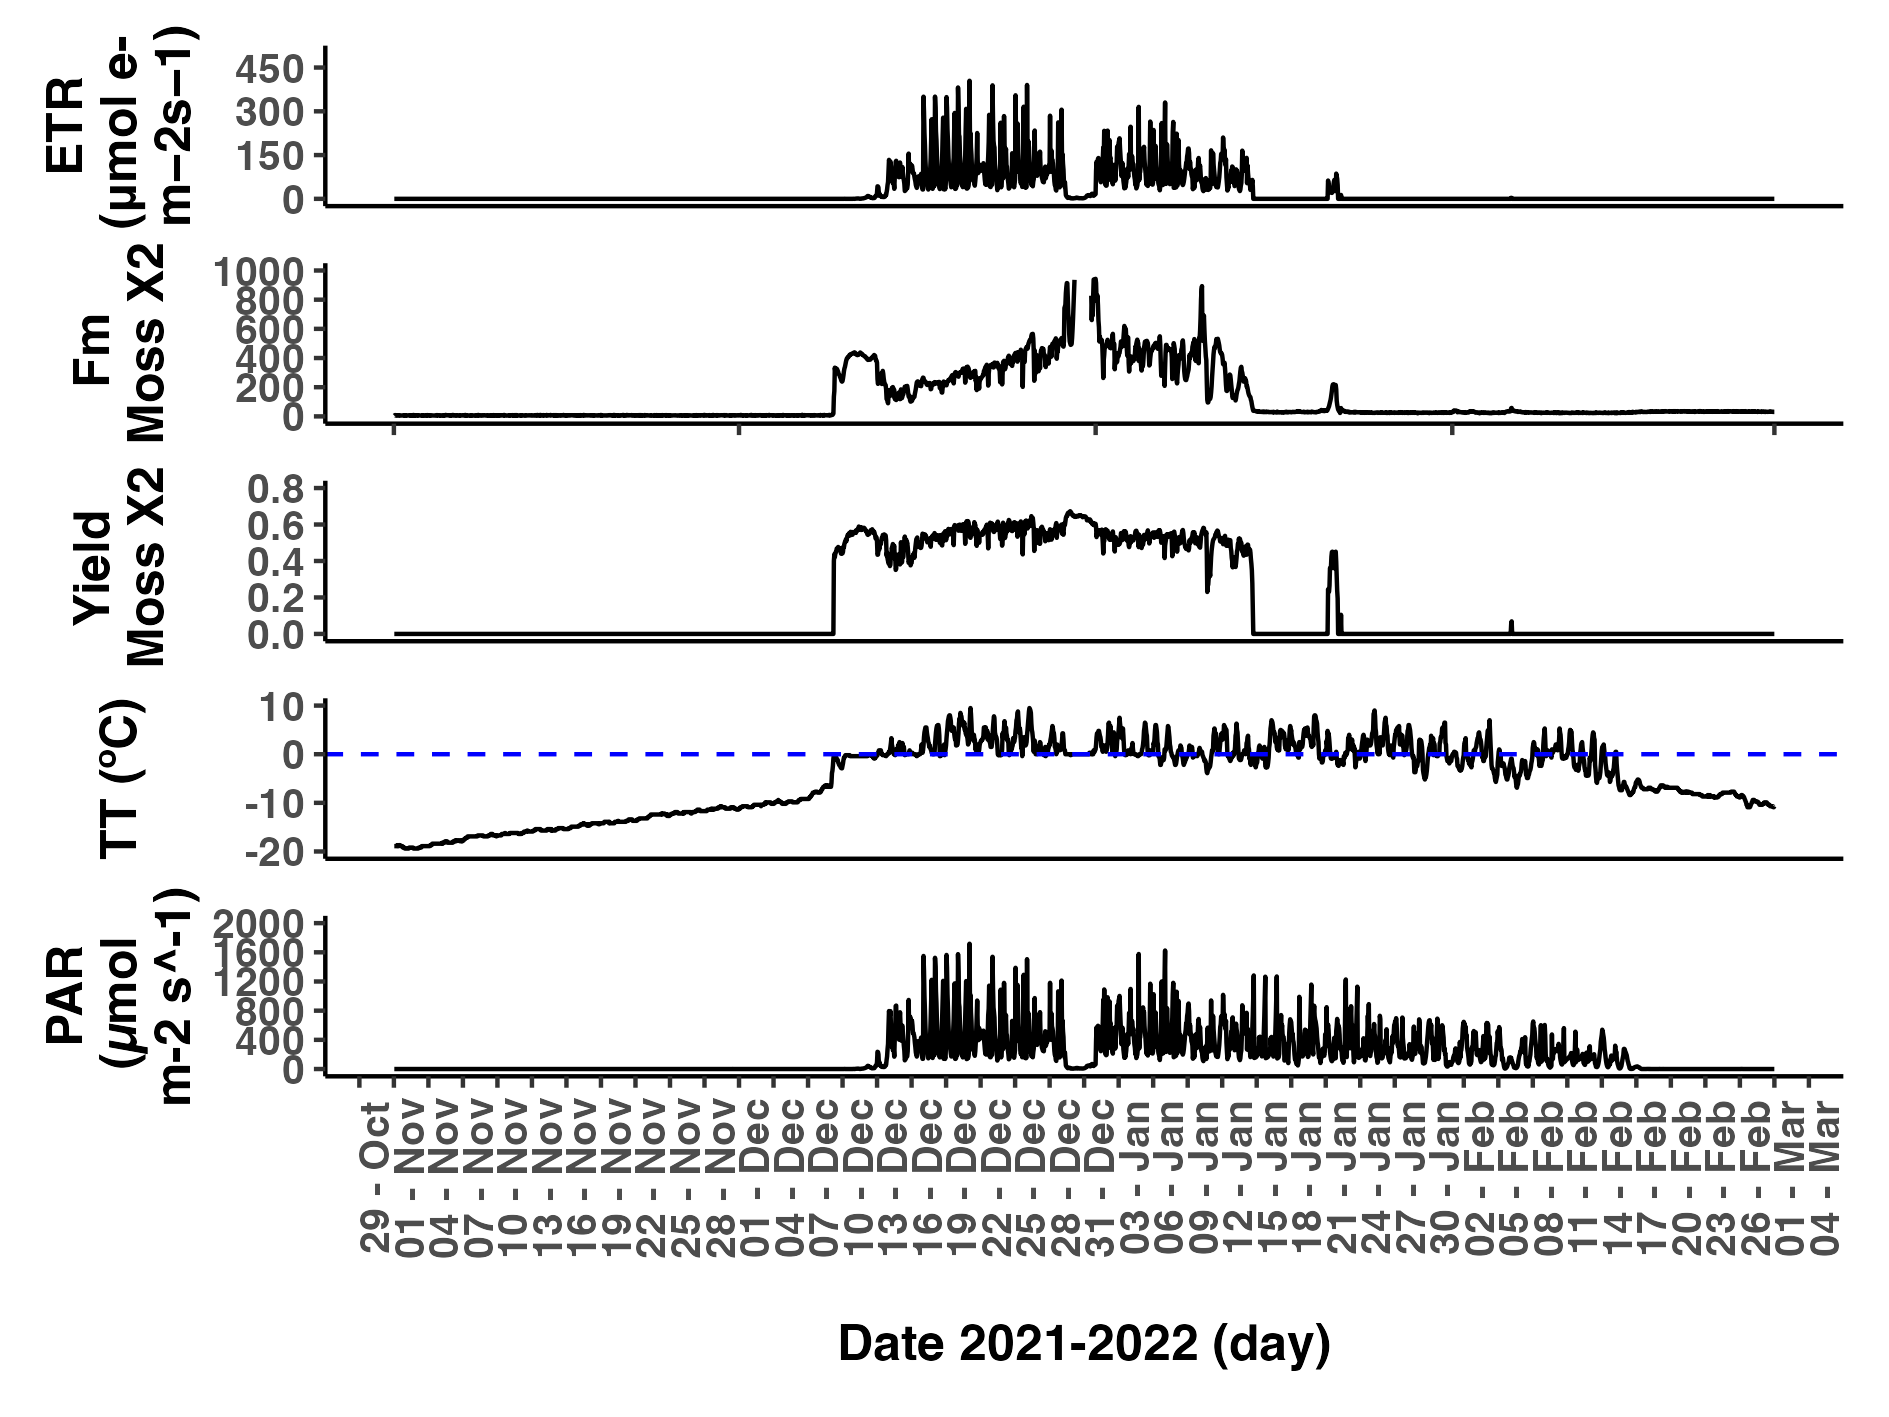 ETR
(µmol e-
m−2s−1)
450
300
150
0
Fm
Moss X2
1000
800
600
400
200
0
Yield
Moss X2
0.8
0.6
0.4
0.2
0.0
TT (ºC)
10
0
-10
-20
PAR
(µmol
m-2 s^-1)
2000
1600
1200
800
400
0
29 - Oct
01 - Nov
04 - Nov
07 - Nov
10 - Nov
13 - Nov
16 - Nov
19 - Nov
22 - Nov
25 - Nov
28 - Nov
01 - Dec
04 - Dec
07 - Dec
10 - Dec
13 - Dec
16 - Dec
19 - Dec
22 - Dec
25 - Dec
28 - Dec
31 - Dec
03 - Jan
06 - Jan
09 - Jan
12 - Jan
15 - Jan
18 - Jan
21 - Jan
24 - Jan
27 - Jan
30 - Jan
02 - Feb
05 - Feb
08 - Feb
11 - Feb
14 - Feb
17 - Feb
20 - Feb
23 - Feb
26 - Feb
01 - Mar
04 - Mar
Date 2021-2022 (day)